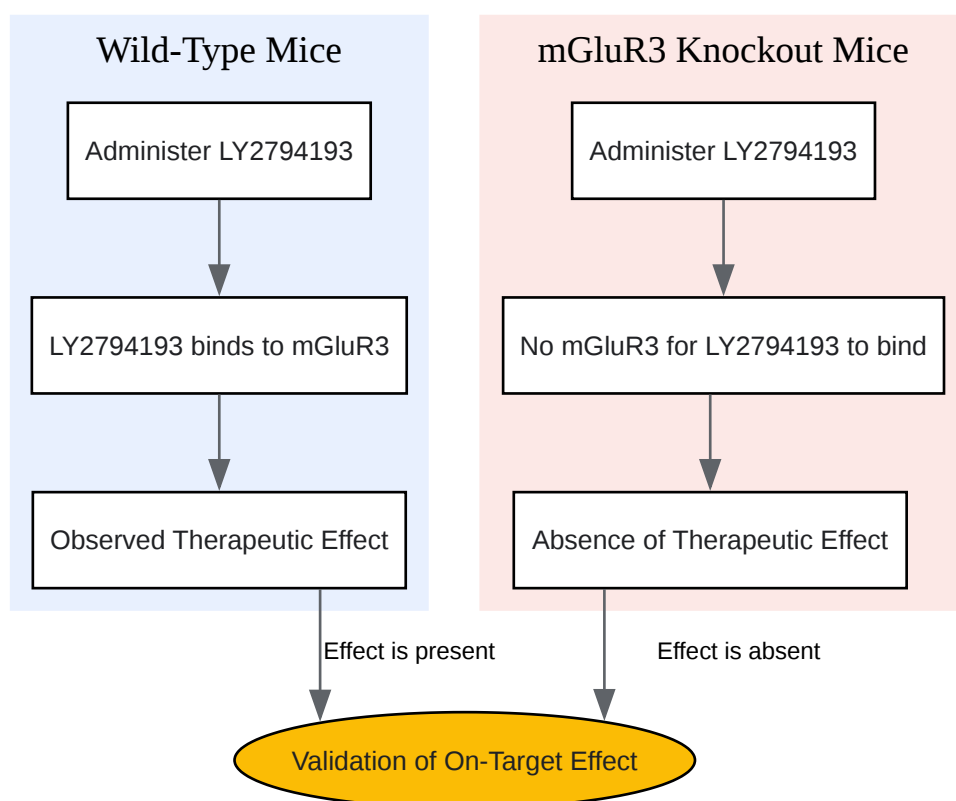 Wild-Type Mice
Administer LY2794193
LY2794193 binds to mGluR3
Observed Therapeutic Effect
mGluR3 Knockout Mice
Administer LY2794193
No mGluR3 for LY2794193 to bind
Absence of Therapeutic Effect
Effect is present
Effect is absent
Validation of On-Target Effect